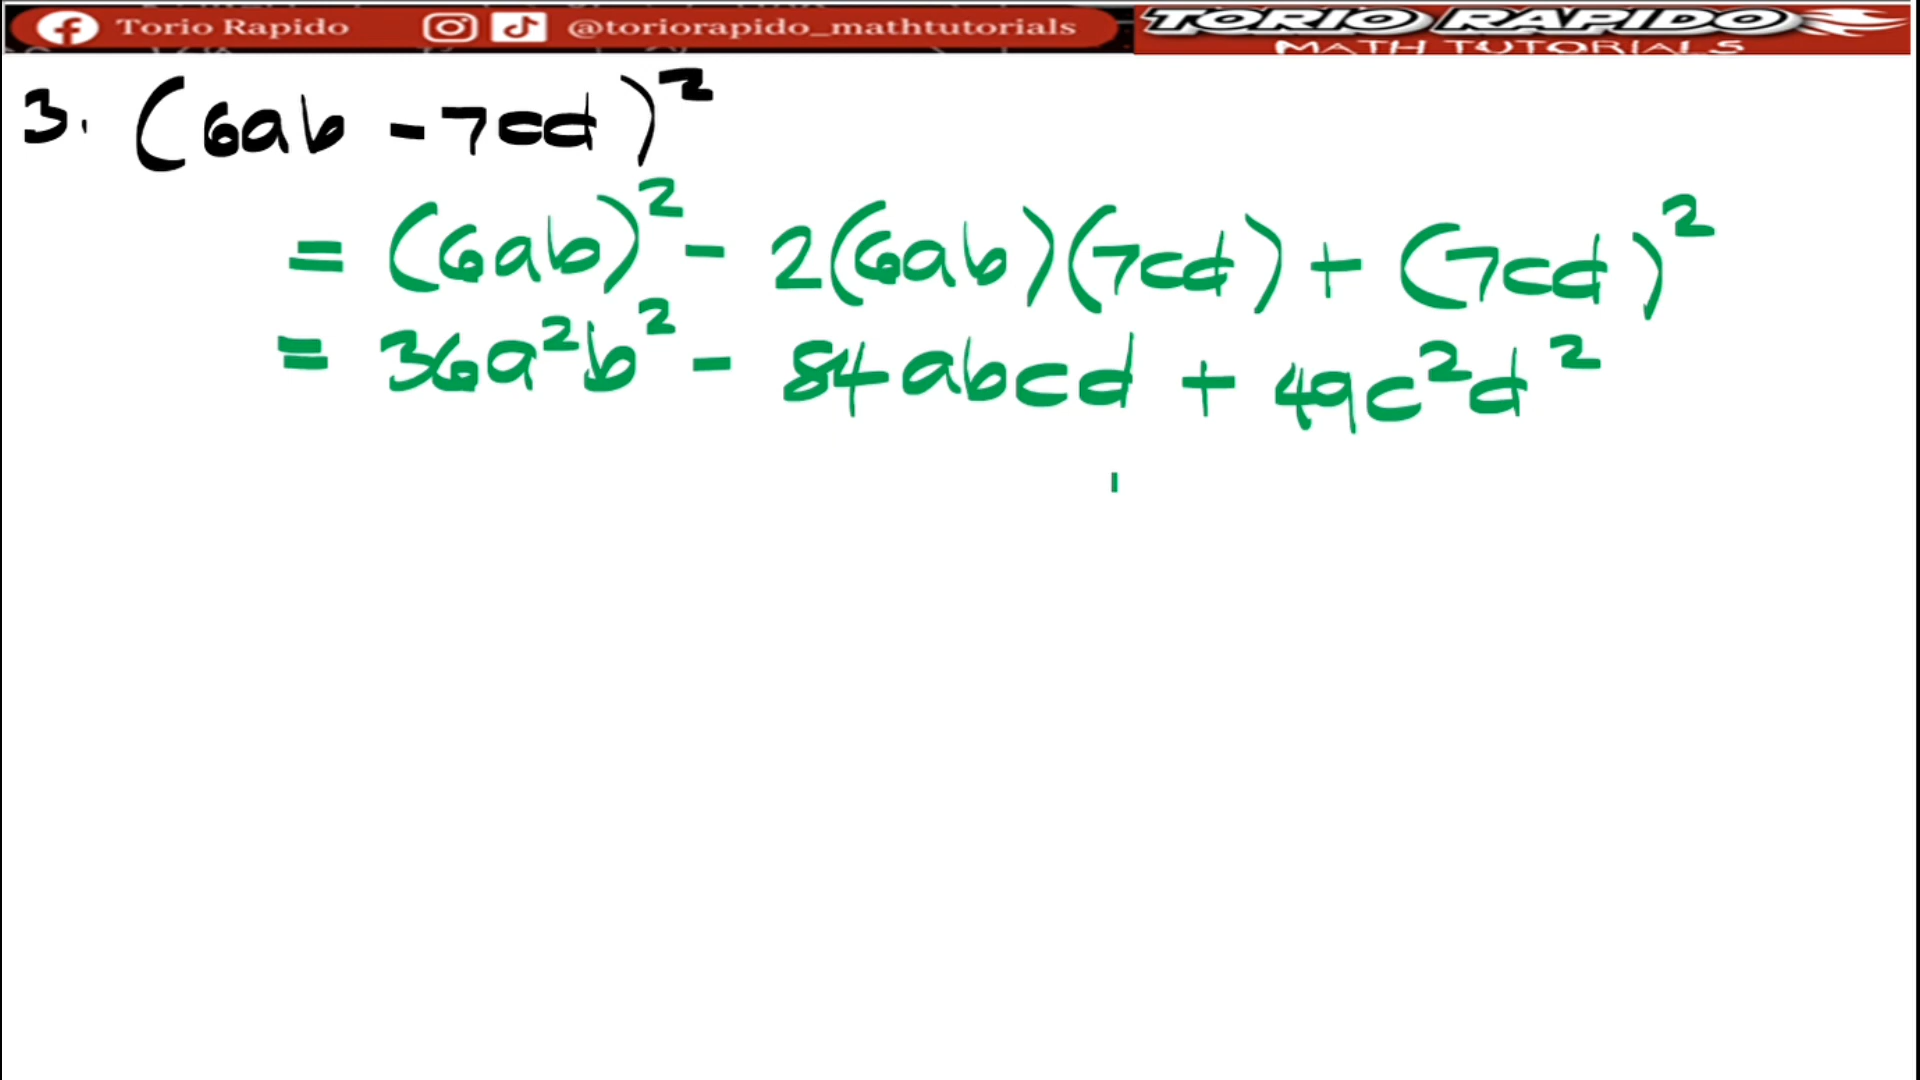 Torio Rapido @toriorapido_mathtutorials TORIO RAPIDO
MATH TUTORIALS
3. (6ab - 7cd)²
= (6ab)² - 2(6ab)(7cd) + (7cd)²
= 36a²b² - 84abcd + 49c²d²